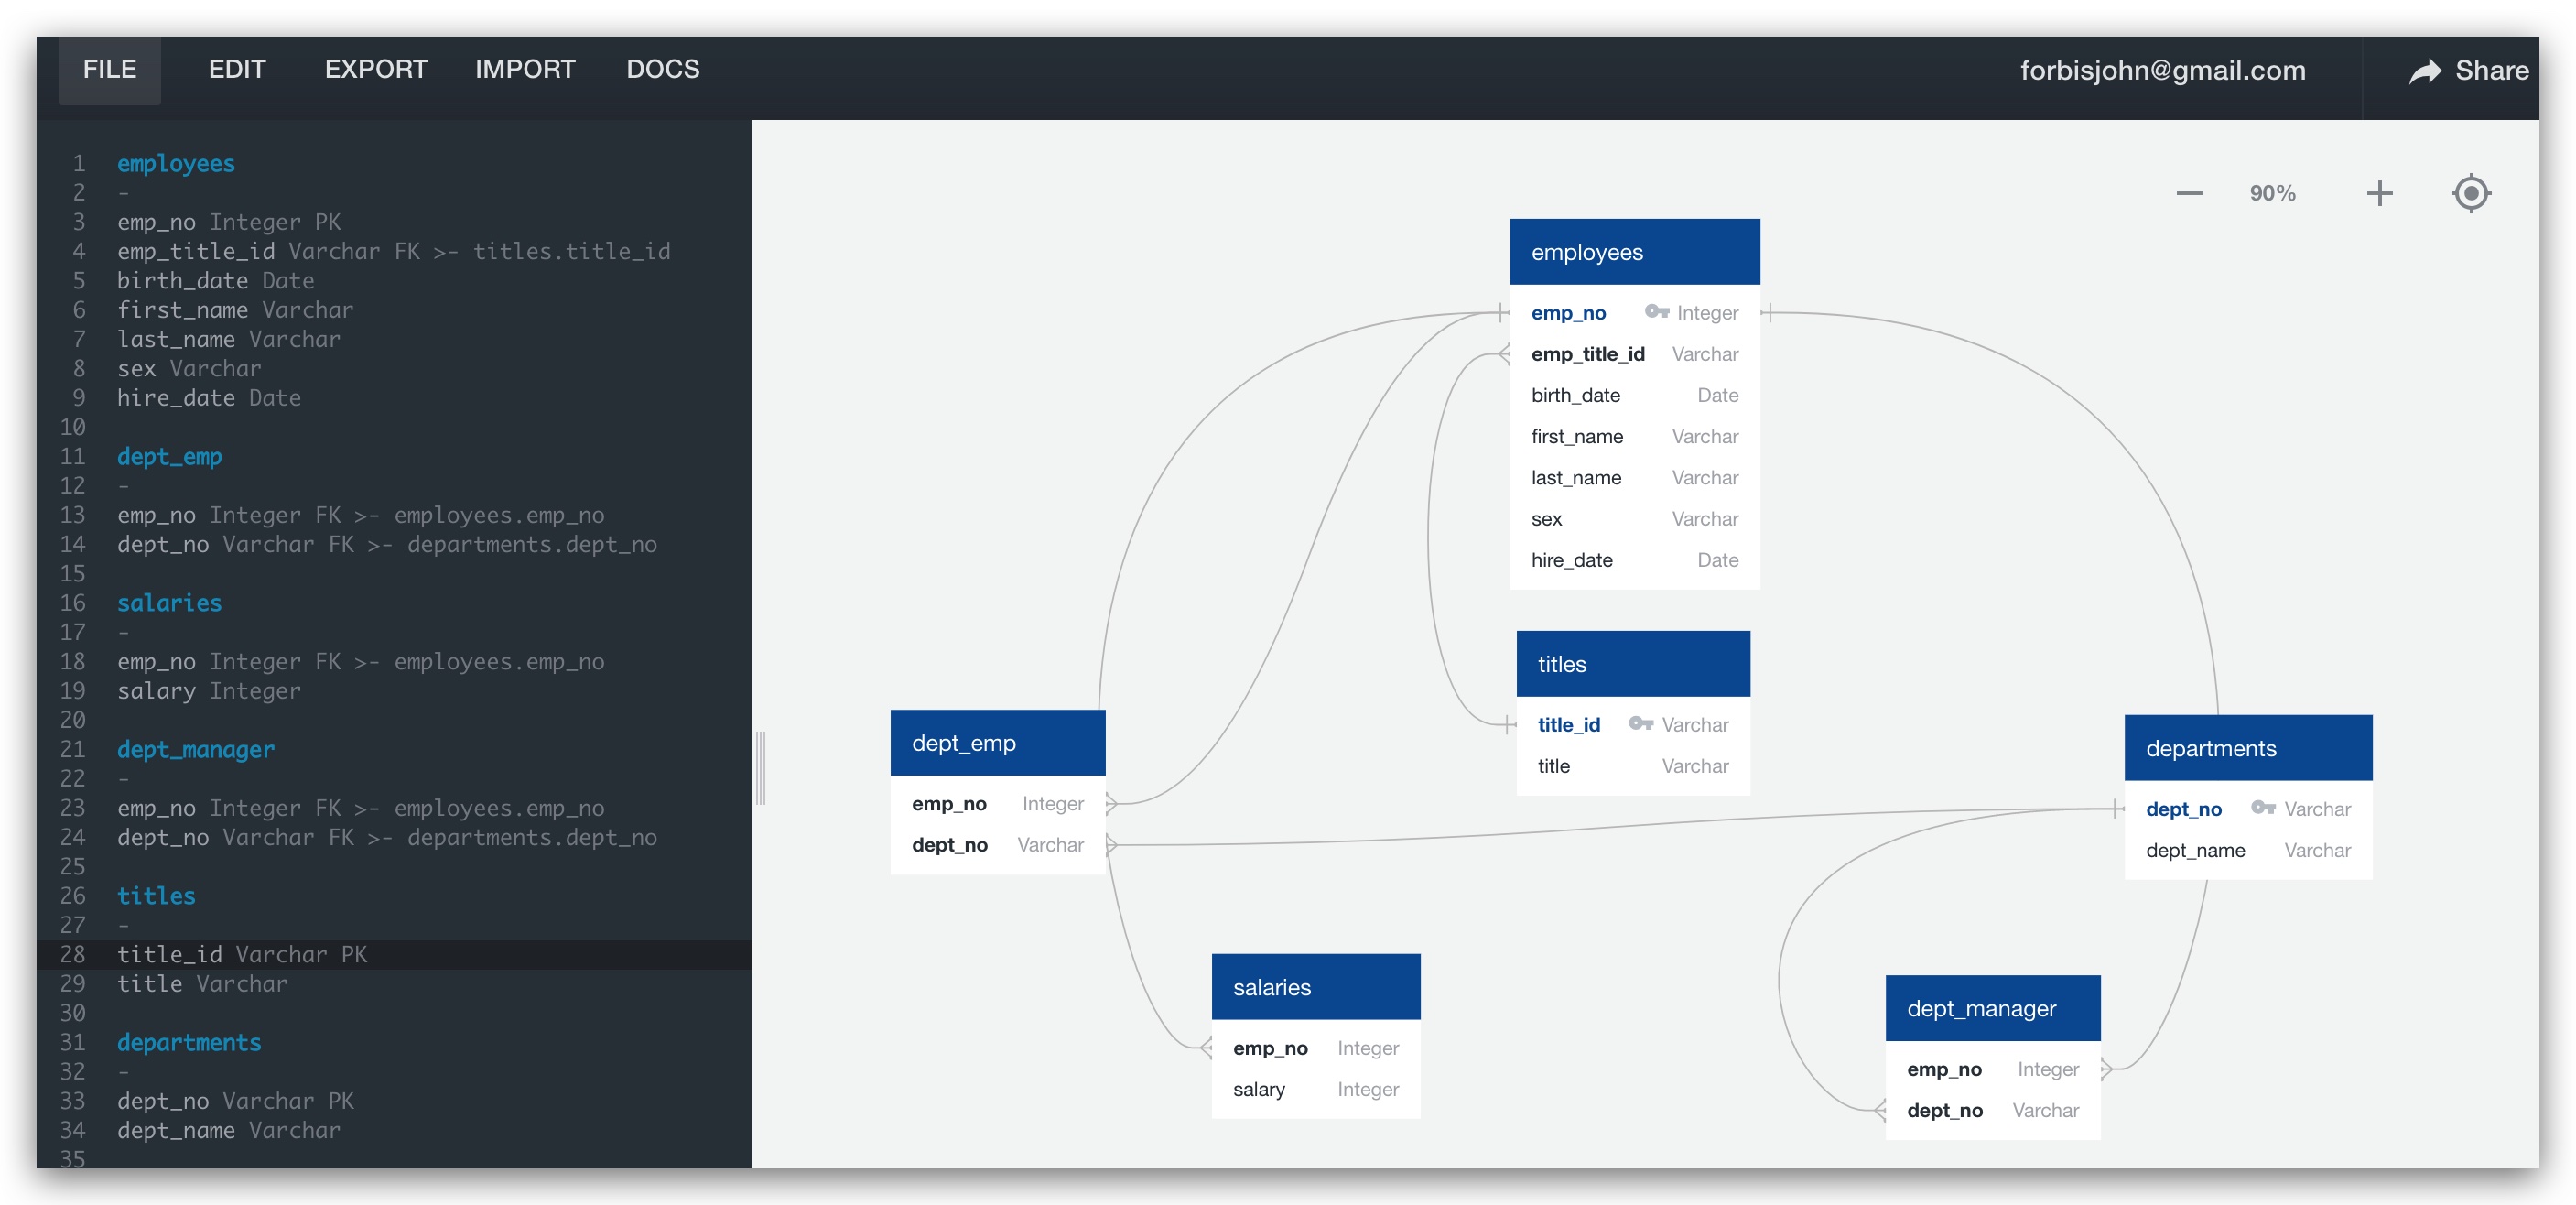 FILE EDIT EXPORT IMPORT DOCS forbisjohn@gmail.com Share
1 employees
2 -
3 emp_no Integer PK
4 emp_title_id Varchar FK >- titles.title_id
5 birth_date Date
6 first_name Varchar
7 last_name Varchar
8 sex Varchar
9 hire_date Date
10
11 dept_emp
12 -
13 emp_no Integer FK >- employees.emp_no
14 dept_no Varchar FK >- departments.dept_no
15
16 salaries
17 -
18 emp_no Integer FK >- employees.emp_no
19 salary Integer
20
21 dept_manager
22 -
23 emp_no Integer FK >- employees.emp_no
24 dept_no Varchar FK >- departments.dept_no
25
26 titles
27 -
28 title_id Varchar PK
29 title Varchar
30
31 departments
32 -
33 dept_no Varchar PK
34 dept_name Varchar
35
90%
employees
emp_no Integer
emp_title_id Varchar
birth_date Date
first_name Varchar
last_name Varchar
sex Varchar
hire_date Date
titles
title_id Varchar
title Varchar
dept_emp
emp_no Integer
dept_no Varchar
departments
dept_no Varchar
dept_name Varchar
salaries
emp_no Integer
salary Integer
dept_manager
emp_no Integer
dept_no Varchar